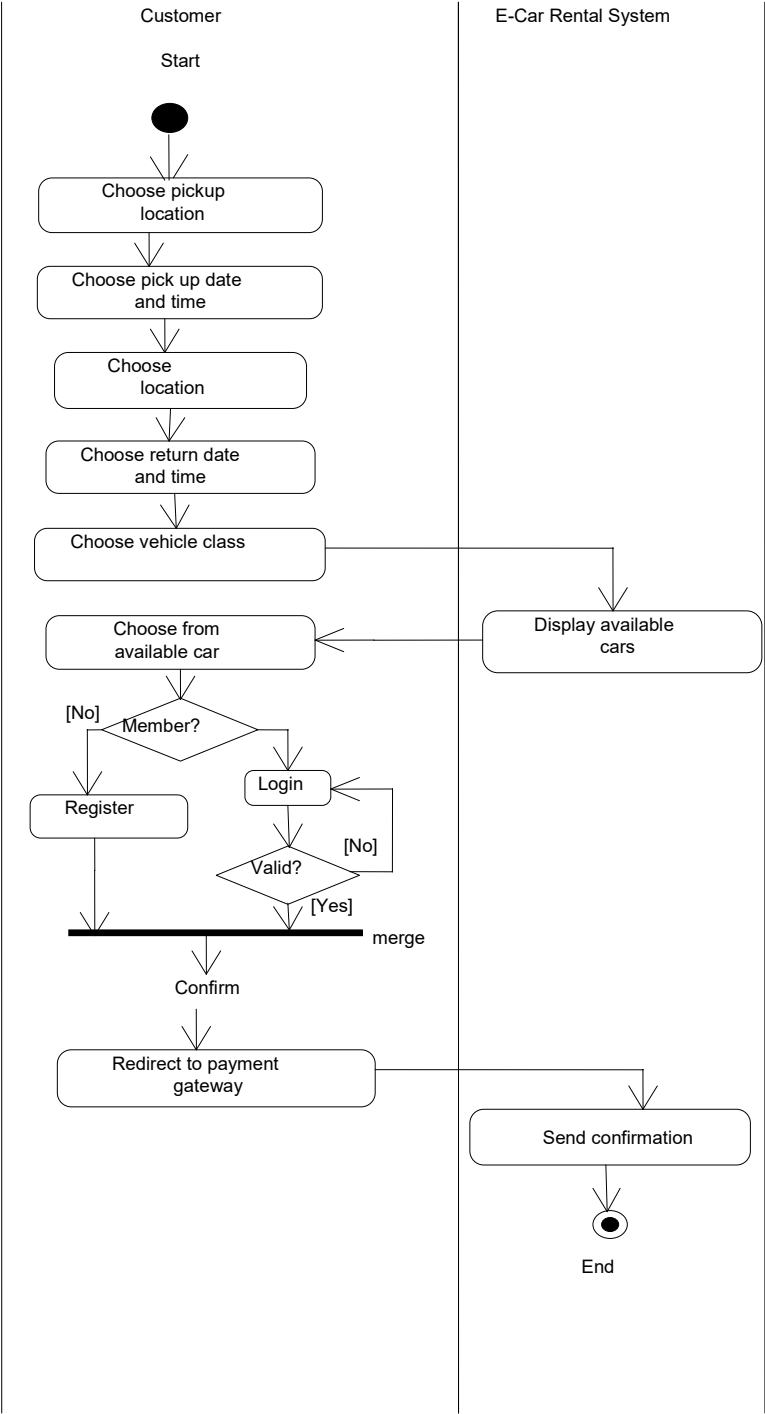 Customer
E-Car Rental System
Start
Choose pickup
location
Choose pick up date
and time
Choose
location
Choose return date
and time
Choose vehicle class
Display available
cars
Choose from
available car
[No]
Member?
Login
Register
[No]
Valid?
[Yes]
merge
Confirm
Redirect to payment
gateway
Send confirmation
End